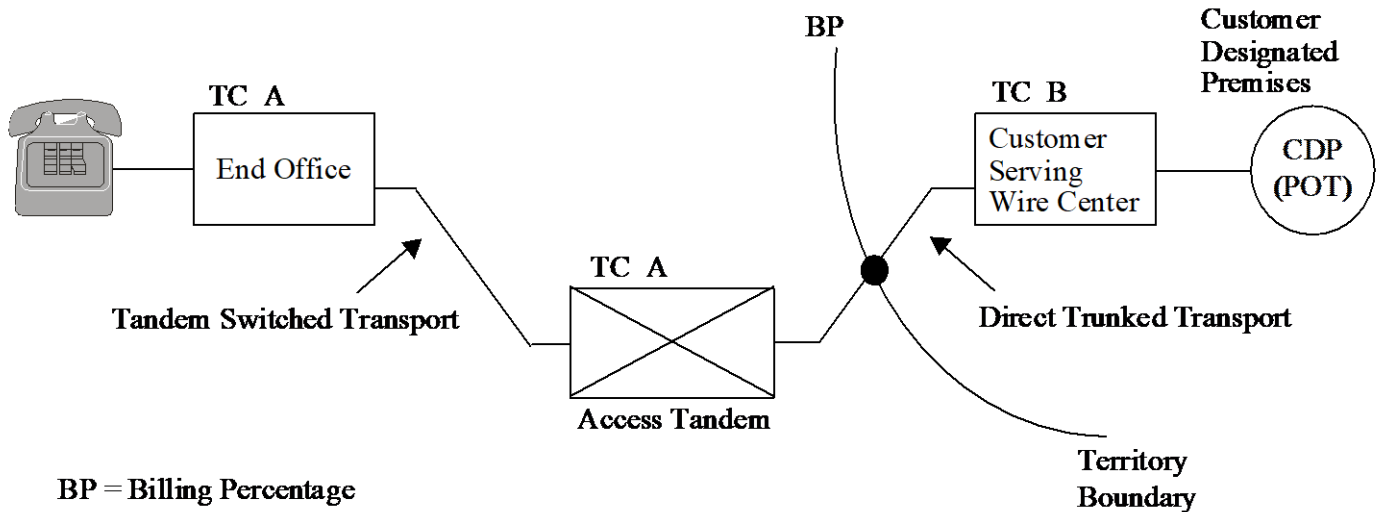 Customer
Designated
Premises
BP
TC A
TC B
End Office
Customer
Serving
Wire Center
CDP
(POT)
TC A
Tandem Switched Transport
Direct Trunked Transport
Access Tandem
Territory
Boundary
BP = Billing Percentage